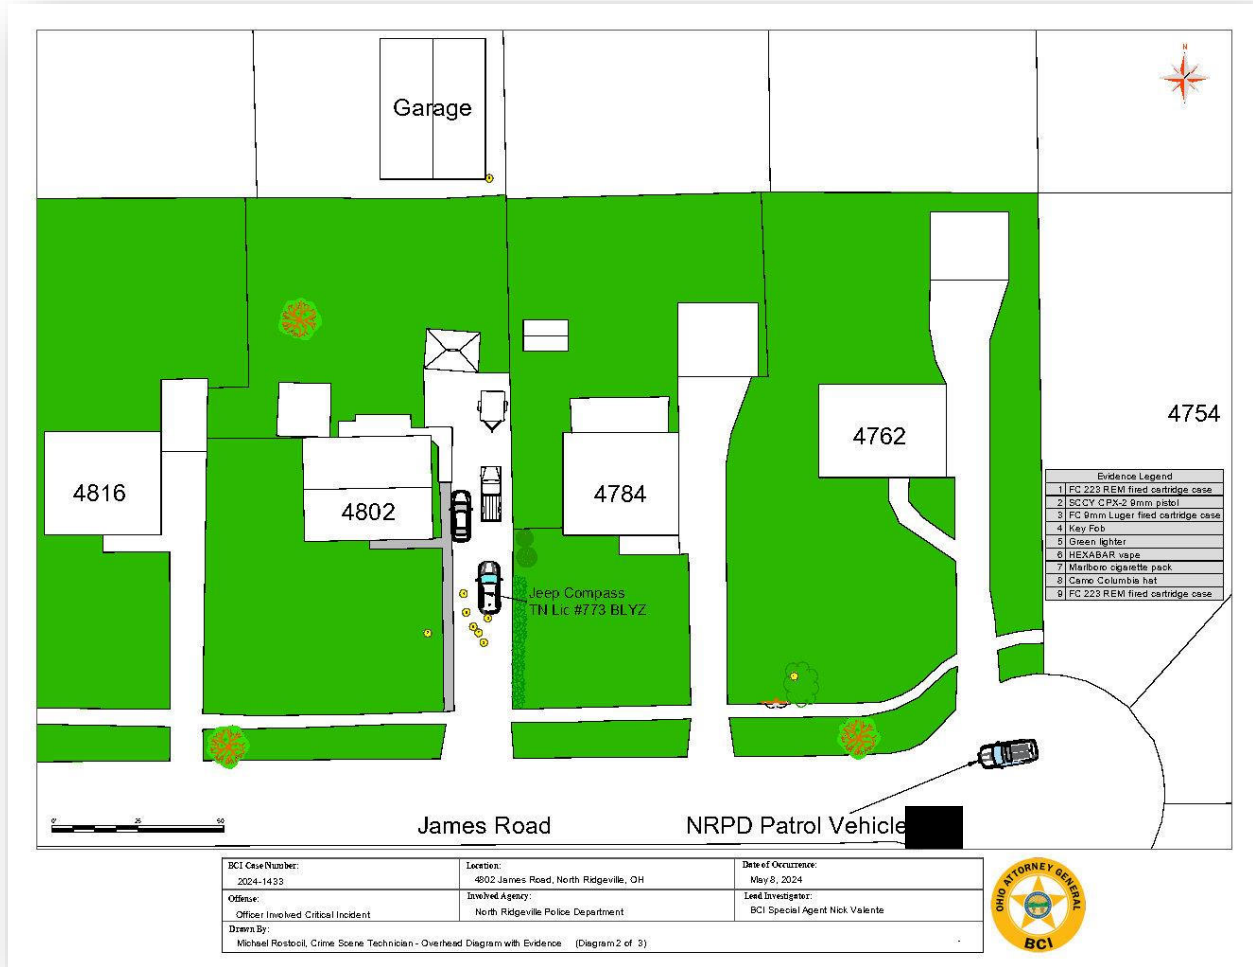 N
Garage
4754
4762
Evidence Legend
1 FC 223 REM fired cartridge case
2 SCCY CPX-2 9mm pistol
3 FC 9mm Luger fired cartridge case
4 Key Fob
5 Green lighter
6 HEXABAR vape
7 Marlboro cigarette pack
8 Camo Columbia hat
9 FC 223 REM fired cartridge case
4816
4802
4784
Jeep Compass
TN Lic #773 BLYZ
0' 25 50
James Road
NRPD Patrol Vehicle
BCI Case Number:
2024-1433
Location:
4802 James Road, North Ridgeville, OH
Date of Occurrence:
May 8, 2024
Offense:
Officer Involved Critical Incident
Involved Agency:
North Ridgeville Police Department
Lead Investigator:
BCI Special Agent Nick Valente
Drawn By:
Michael Rostocil, Crime Scene Technician - Overhead Diagram with Evidence (Diagram 2 of 3)
OHIO ATTORNEY GENERAL
BCI